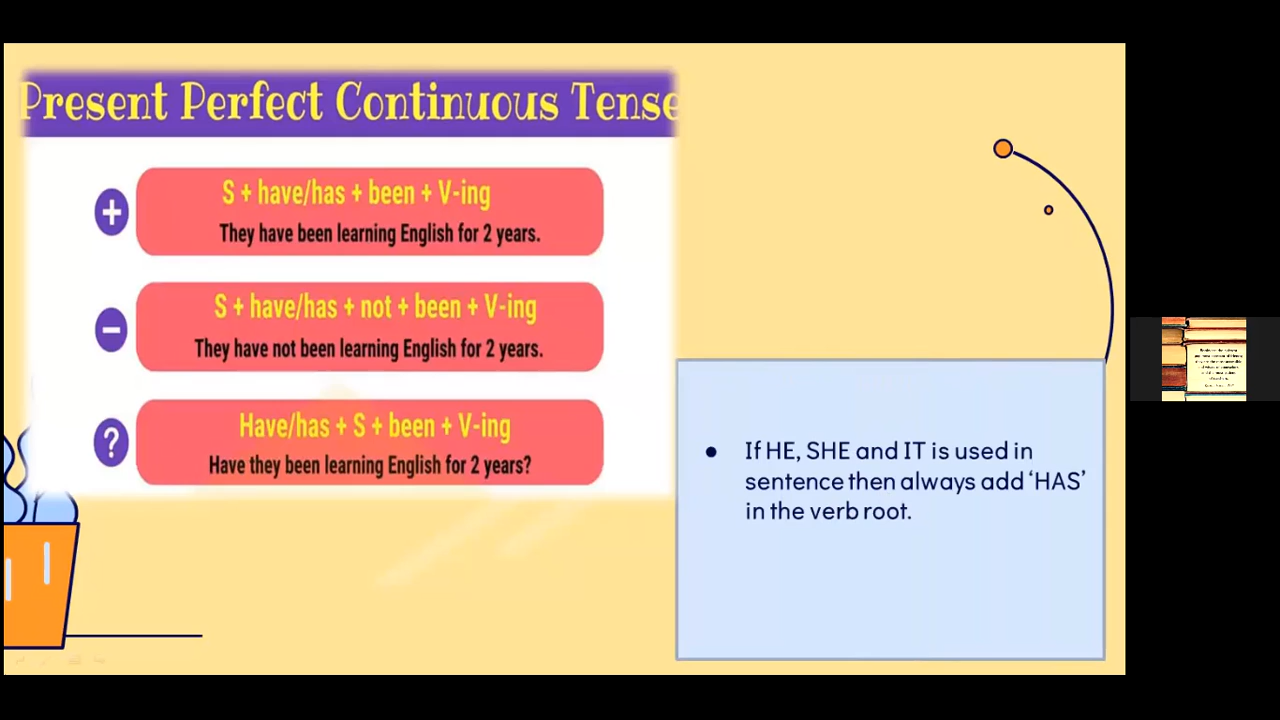 Present Perfect Continuous Tense
S + have/has + been + V-ing
They have been learning English for 2 years.
S + have/has + not + been + V-ing
They have not been learning English for 2 years.
Have/has + S + been + V-ing
Have they been learning English for 2 years?
• If HE, SHE and IT is used in
sentence then always add ‘HAS’
in the verb root.